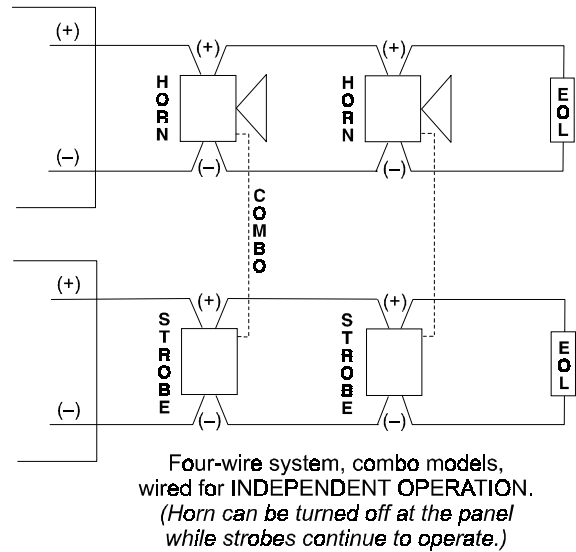 (+)
(+)
(+)
HORN
HORN
EOL
(–)
(–)
(–)
COMBO
(+)
(+)
(+)
STROBE
STROBE
EOL
(–)
(–)
(–)
Four-wire system, combo models,
wired for INDEPENDENT OPERATION.
(Horn can be turned off at the panel
while strobes continue to operate.)